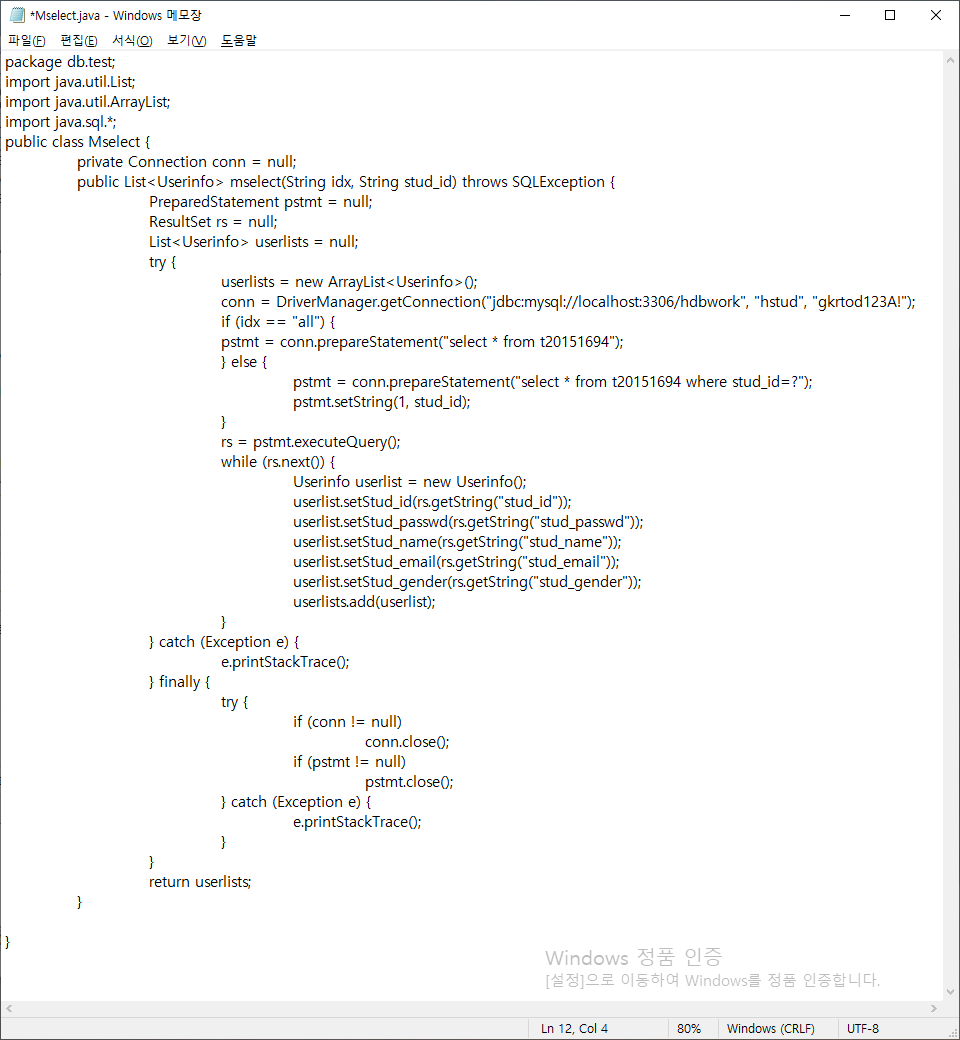 *Mselect.java - Windows 메모장
파일(F) 편집(E) 서식(O) 보기(V) 도움말
package db.test;
import java.util.List;
import java.util.ArrayList;
import java.sql.*;
public class Mselect {
private Connection conn = null;
public List<Userinfo> mselect(String idx, String stud_id) throws SQLException {
PreparedStatement pstmt = null;
ResultSet rs = null;
List<Userinfo> userlists = null;
try {
userlists = new ArrayList<Userinfo>();
conn = DriverManager.getConnection("jdbc:mysql://localhost:3306/hdbwork", "hstud", "gkrtod123A!");
if (idx == "all") {
pstmt = conn.prepareStatement("select * from t20151694");
} else {
pstmt = conn.prepareStatement("select * from t20151694 where stud_id=?");
pstmt.setString(1, stud_id);
}
rs = pstmt.executeQuery();
while (rs.next()) {
Userinfo userlist = new Userinfo();
userlist.setStud_id(rs.getString("stud_id"));
userlist.setStud_passwd(rs.getString("stud_passwd"));
userlist.setStud_name(rs.getString("stud_name"));
userlist.setStud_email(rs.getString("stud_email"));
userlist.setStud_gender(rs.getString("stud_gender"));
userlists.add(userlist);
}
} catch (Exception e) {
e.printStackTrace();
} finally {
try {
if (conn != null)
conn.close();
if (pstmt != null)
pstmt.close();
} catch (Exception e) {
e.printStackTrace();
}
}
return userlists;
}
}
Windows 정품 인증
[설정]으로 이동하여 Windows를 정품 인증합니다.
Ln 12, Col 4 80% Windows (CRLF) UTF-8